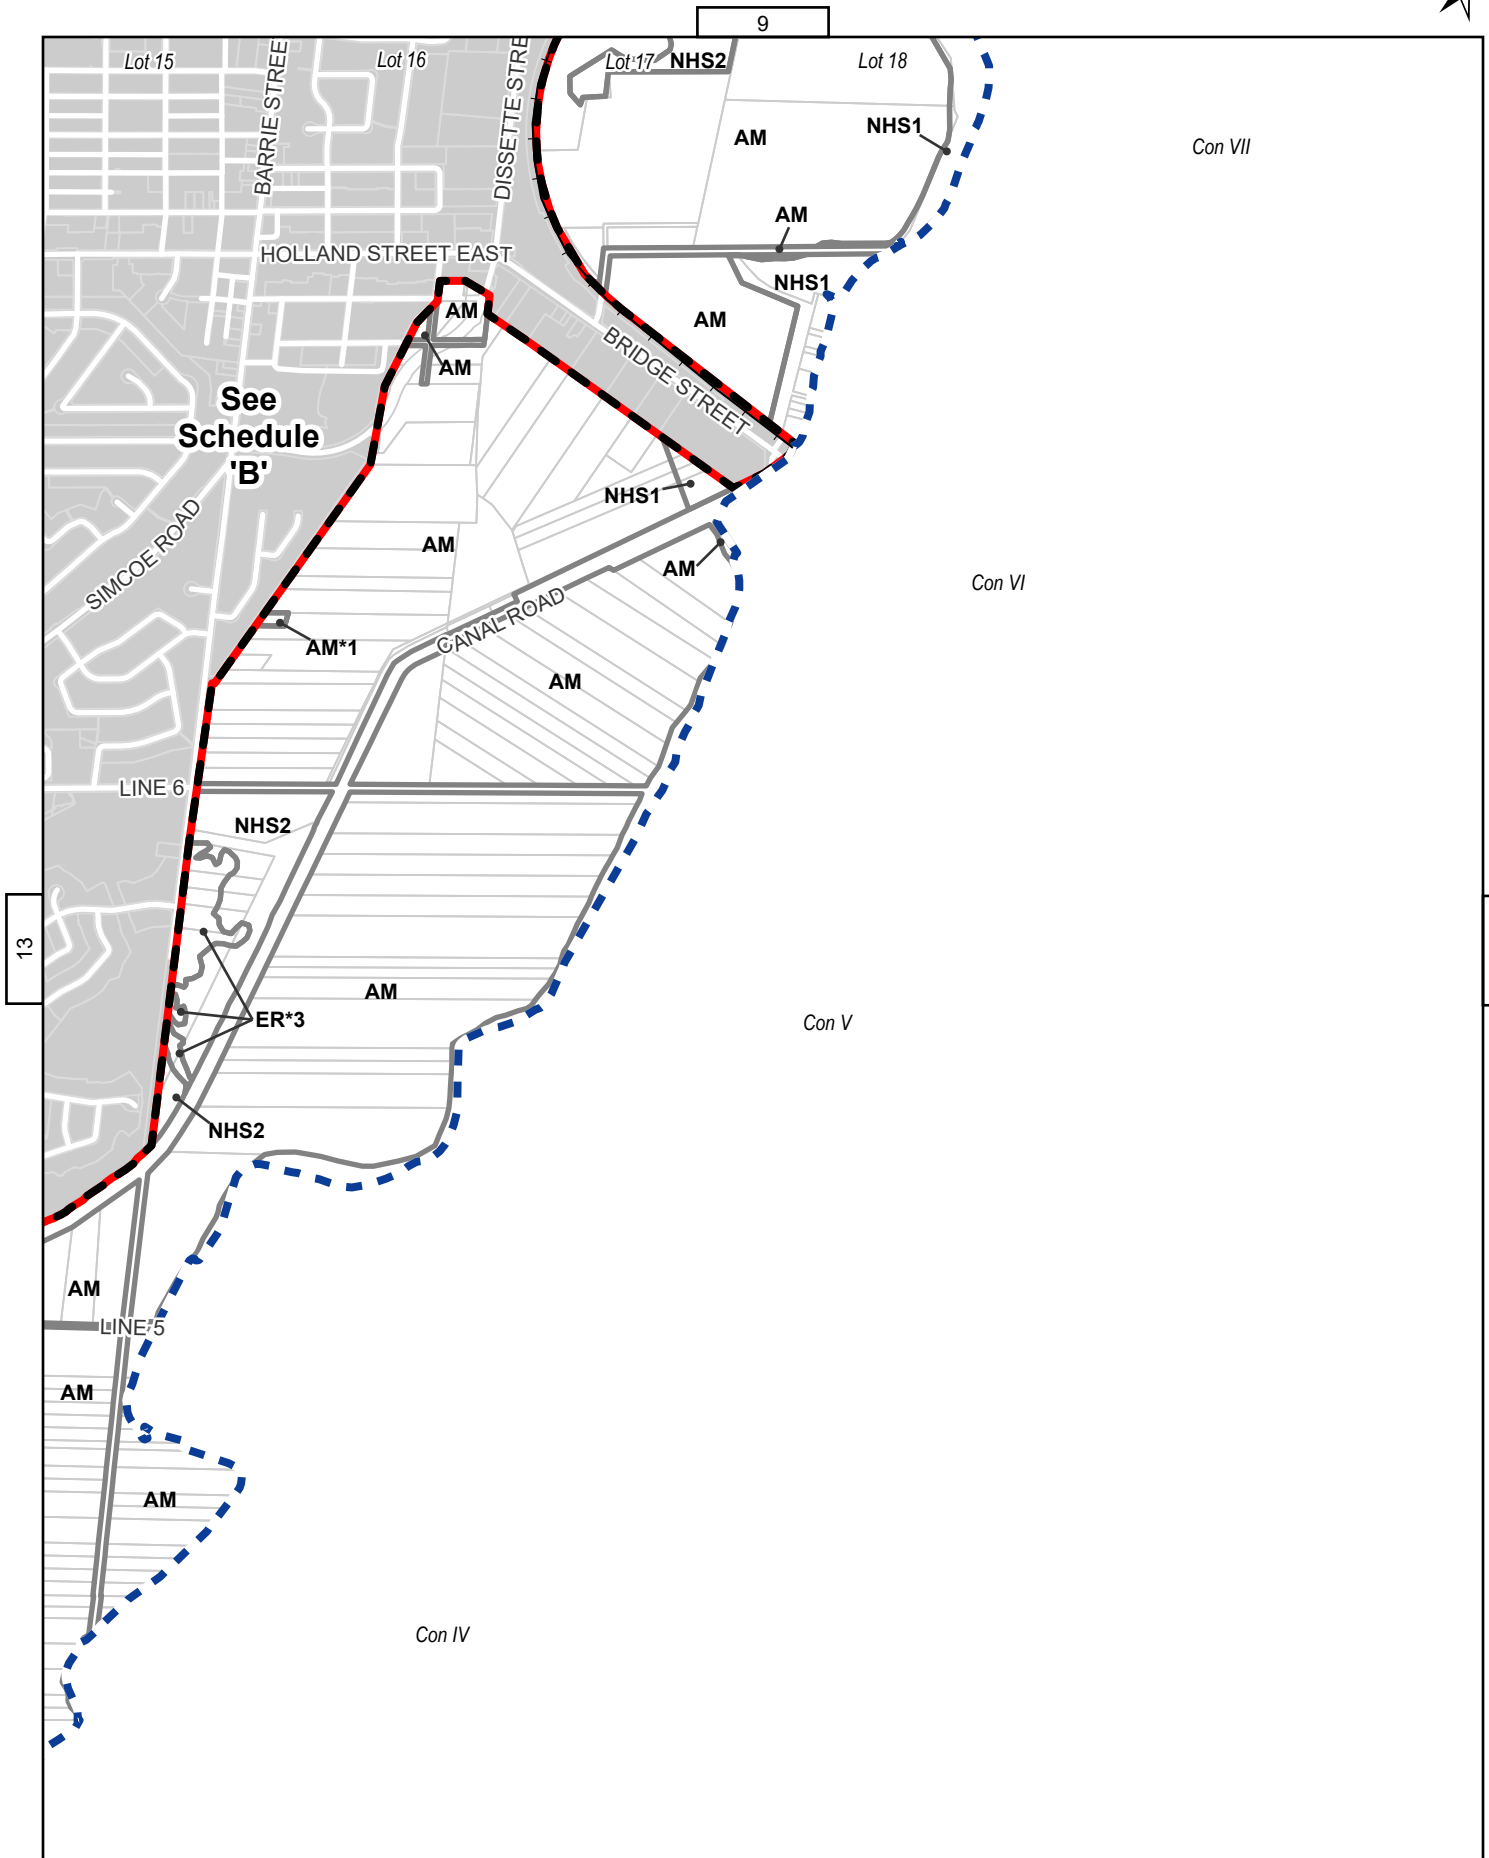 9
Lot 15
Lot 16
Lot 17
NHS2
Lot 18
BARRIE STREE
DISSETTE STRE
AM
NHS1
Con VII
AM
HOLLAND STREET EAST
NHS1
AM
AM
AM
BRIDGE STREET
See
Schedule
'B'
NHS1
SIMCOE ROAD
AM
AM
Con VI
CANAL ROAD
AM*1
AM
LINE 6
NHS2
13
AM
ER*3
Con V
NHS2
AM
LINE 5
AM
AM
Con IV